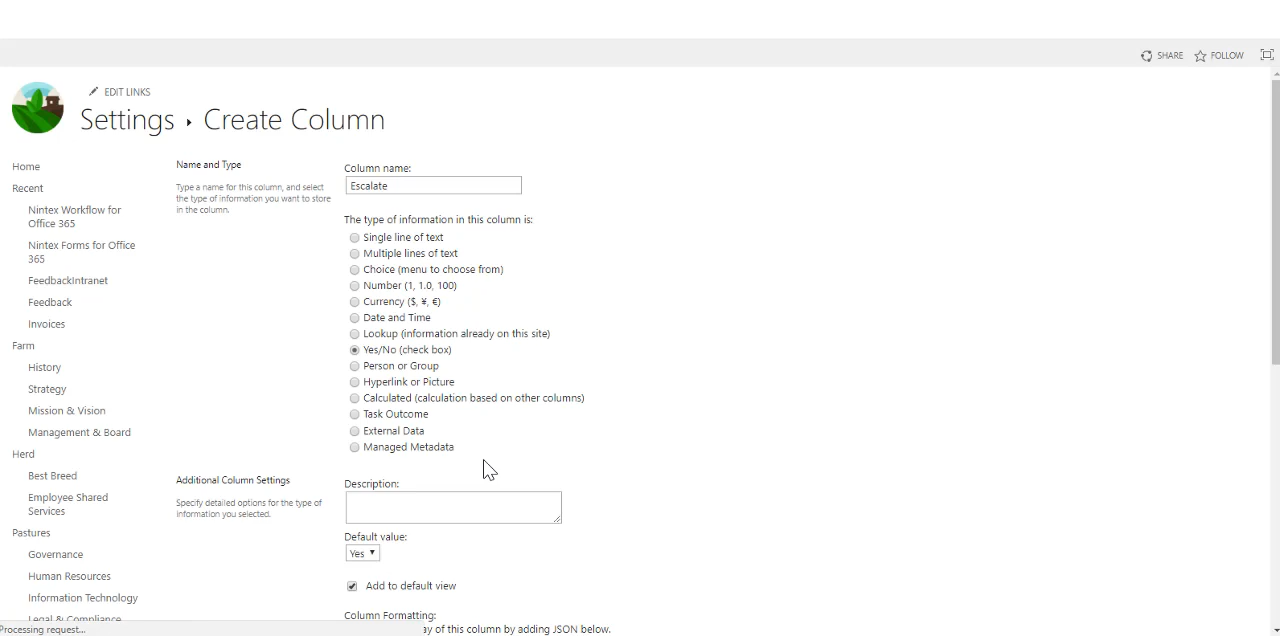 SHARE
FOLLOW
EDIT LINKS
Settings ▸ Create Column
Home
Recent
Nintex Workflow for
Office 365
Nintex Forms for Office
365
FeedbackIntranet
Feedback
Invoices
Farm
History
Strategy
Mission & Vision
Management & Board
Herd
Best Breed
Employee Shared
Services
Pastures
Governance
Human Resources
Information Technology
Legal & Compliance
Processing request...
Name and Type
Type a name for this column, and select
the type of information you want to store
in the column.
Column name:
Escalate
The type of information in this column is:
Single line of text
Multiple lines of text
Choice (menu to choose from)
Number (1, 1.0, 100)
Currency ($, ¥, €)
Date and Time
Lookup (information already on this site)
Yes/No (check box)
Person or Group
Hyperlink or Picture
Calculated (calculation based on other columns)
Task Outcome
External Data
Managed Metadata
Additional Column Settings
Specify detailed options for the type of
information you selected.
Description:
Default value:
Yes
Add to default view
Column Formatting:
ay of this column by adding JSON below.